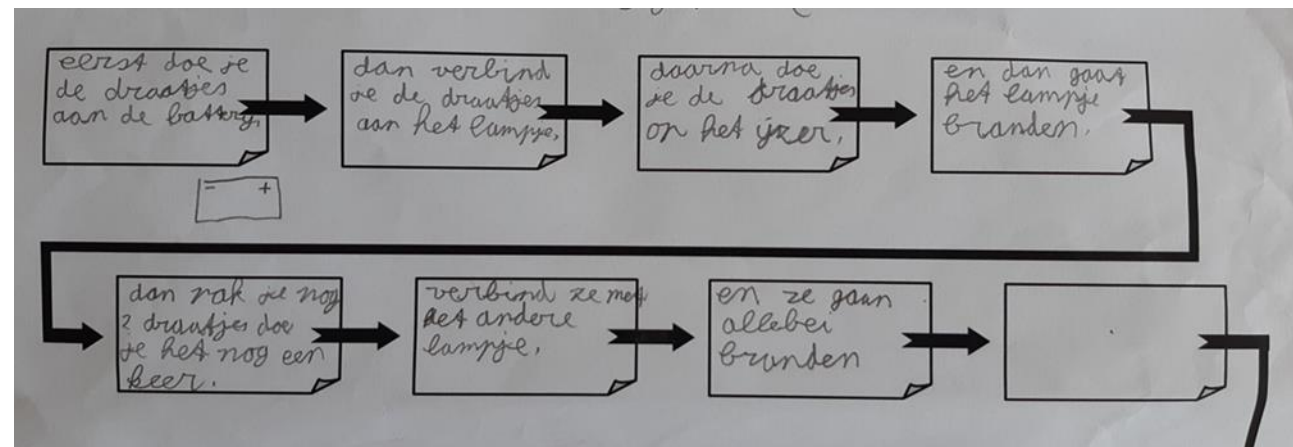 eerst doe je
de draatjes
aan de battery,
dan verbind
je de draatjes
aan het lampje,
daarna doe
je de draatjes
op het ijzer,
en dan gaat
het lampje
branden.
- +
dan pak je nog
2 draatjes doe
je het nog een
keer.
verbind ze met
het andere
lampje,
en ze gaan
allebei
branden